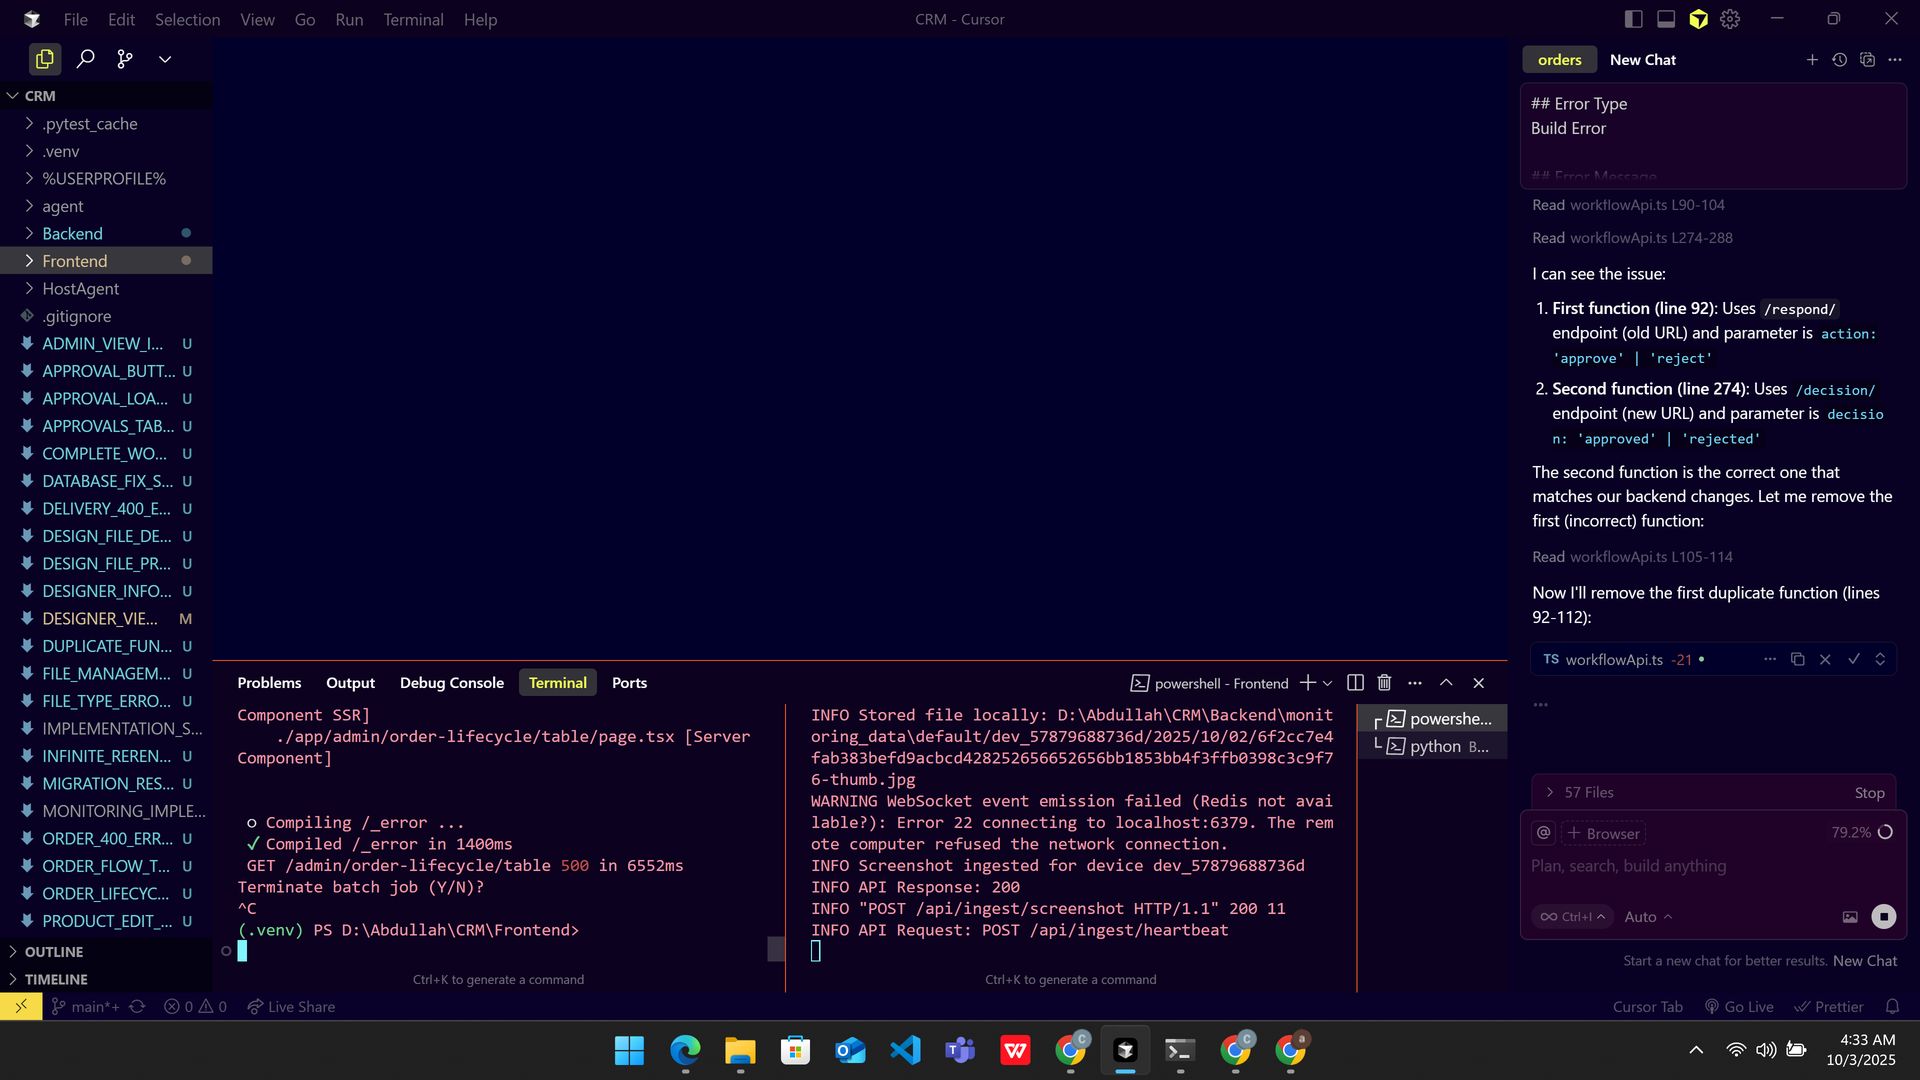 File Edit Selection View Go Run Terminal Help
CRM - Cursor
CRM
.pytest_cache
.venv
%USERPROFILE%
agent
Backend
Frontend
HostAgent
.gitignore
ADMIN_VIEW_I... U
APPROVAL_BUTT... U
APPROVAL_LOA... U
APPROVALS_TAB... U
COMPLETE_WO... U
DATABASE_FIX_S... U
DELIVERY_400_E... U
DESIGN_FILE_DE... U
DESIGN_FILE_PR... U
DESIGNER_INFO... U
DESIGNER_VIE... M
DUPLICATE_FUN... U
FILE_MANAGEM... U
FILE_TYPE_ERRO... U
IMPLEMENTATION_S...
INFINITE_REREN... U
MIGRATION_RES... U
MONITORING_IMPLE...
ORDER_400_ERR... U
ORDER_FLOW_T... U
ORDER_LIFECYC... U
PRODUCT_EDIT_... U
OUTLINE
TIMELINE
Problems Output Debug Console Terminal Ports
powershell - Frontend
Component SSR]
./app/admin/order-lifecycle/table/page.tsx [Server
Component]
○ Compiling /_error ...
✓ Compiled /_error in 1400ms
GET /admin/order-lifecycle/table 500 in 6552ms
Terminate batch job (Y/N)?
^C
(.venv) PS D:\Abdullah\CRM\Frontend>
Ctrl+K to generate a command
INFO Stored file locally: D:\Abdullah\CRM\Backend\monit
oring_data\default/dev_57879688736d/2025/10/02/6f2cc7e4
fab383befd9acbcd428252656652656bb1853bb4f3ffb0398c3c9f7
6-thumb.jpg
WARNING WebSocket event emission failed (Redis not avai
lable?): Error 22 connecting to localhost:6379. The rem
ote computer refused the network connection.
INFO Screenshot ingested for device dev_57879688736d
INFO API Response: 200
INFO "POST /api/ingest/screenshot HTTP/1.1" 200 11
INFO API Request: POST /api/ingest/heartbeat
Ctrl+K to generate a command
powershe...
python B...
orders New Chat
## Error Type
Build Error
## Error Message
Read workflowApi.ts L90-104
Read workflowApi.ts L274-288
I can see the issue:
1. First function (line 92): Uses /respond/
endpoint (old URL) and parameter is action:
'approve' | 'reject'
2. Second function (line 274): Uses /decision/
endpoint (new URL) and parameter is decisio
n: 'approved' | 'rejected'
The second function is the correct one that
matches our backend changes. Let me remove the
first (incorrect) function:
Read workflowApi.ts L105-114
Now I'll remove the first duplicate function (lines
92-112):
TS workflowApi.ts -21
57 Files Stop
@ + Browser 79.2%
Plan, search, build anything
∞ Ctrl+I Auto
Start a new chat for better results. New Chat
main*+ 0 0 Live Share
Cursor Tab Go Live Prettier
4:33 AM
10/3/2025